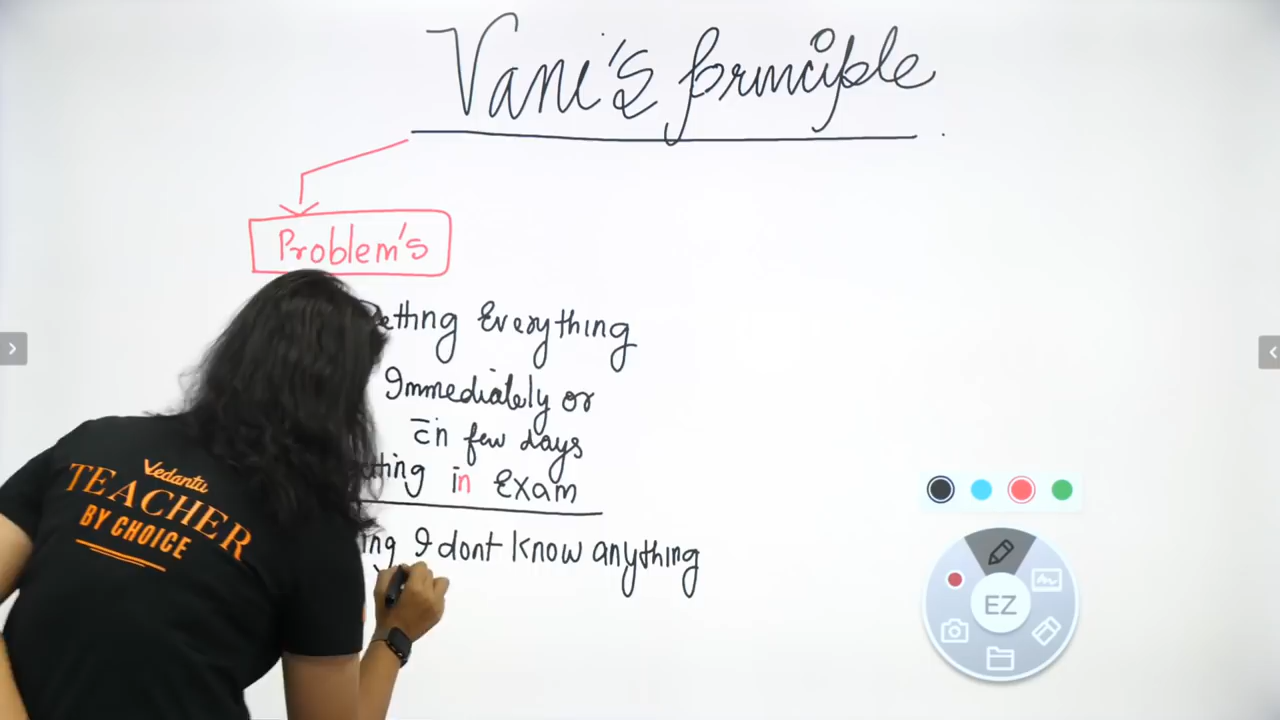 Vani's principle
Problem's
etting Everything
Immediately or
in few days
tting in Exam
ing I dont know anything
Vedantu
TEACHER
BY CHOICE
EZ